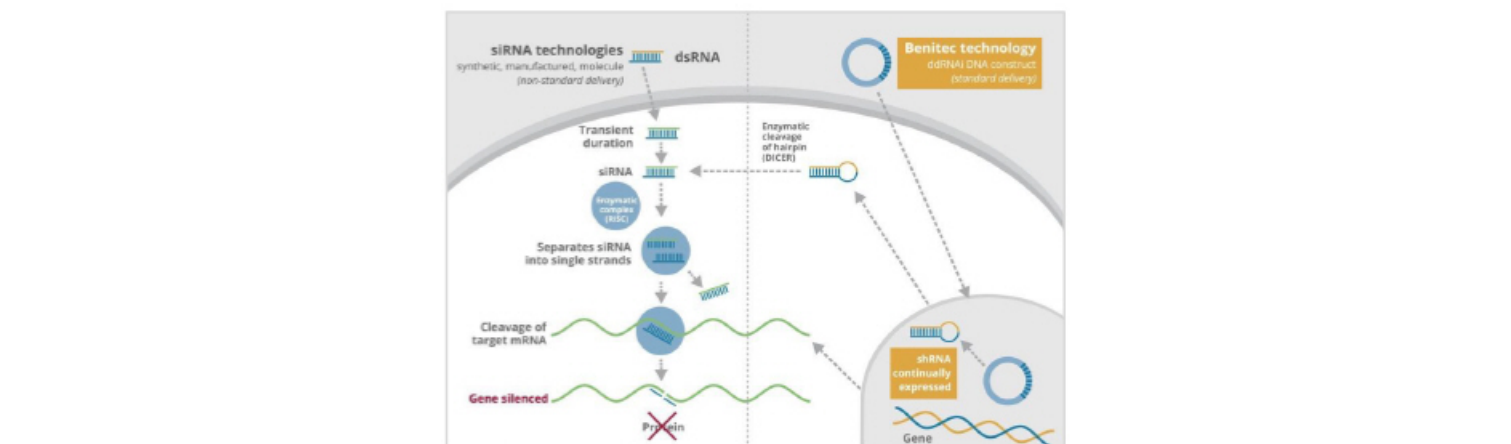 siRNA technologies
synthetic, manufactured, molecule
(non-standard delivery)
dsRNA
Benitec technology
ddRNAi DNA construct
(standard delivery)
Transient
duration
Enzymatic
cleavage
of hairpin
(DICER)
siRNA
Enzymatic
complex
(RISC)
Separates siRNA
into single strands
Cleavage of
target mRNA
shRNA
continually
expressed
Gene silenced
Protein
Gene